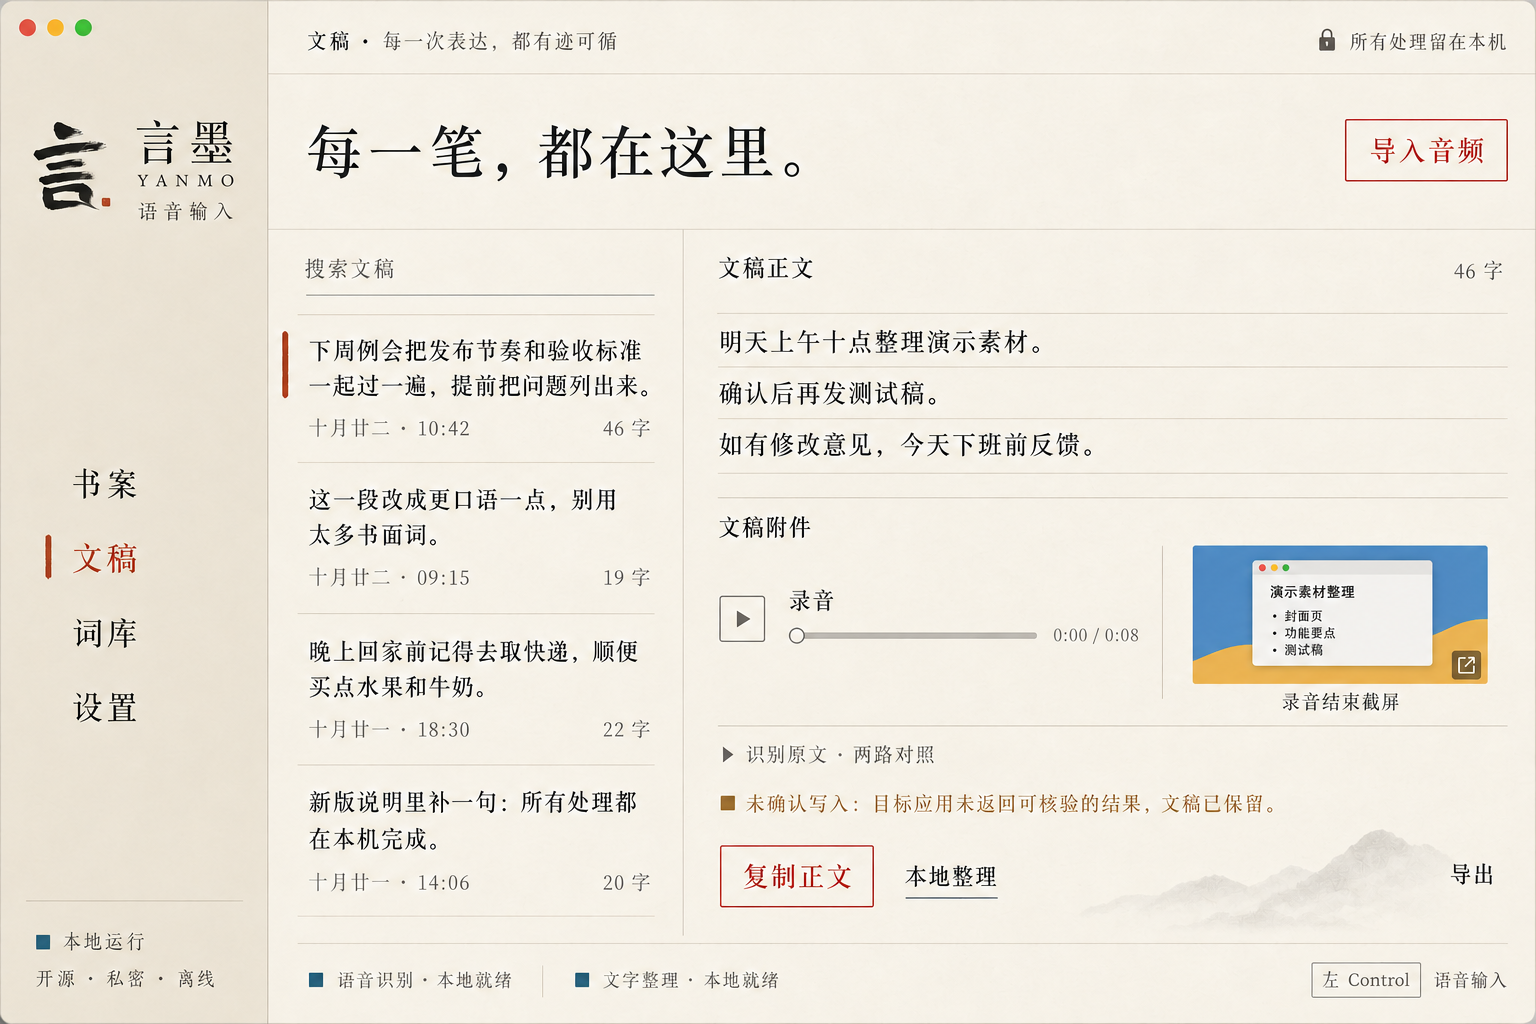 言
言墨
YANMO
语音输入
书案
文稿
词库
设置
本地运行
开源 · 私密 · 离线
文稿 · 每一次表达，都有迹可循
所有处理留在本机
每一笔，都在这里。
导入音频
搜索文稿
下周例会把发布节奏和验收标准
一起过一遍，提前把问题列出来。
十月廿二 · 10:42 46 字
这一段改成更口语一点，别用
太多书面词。
十月廿二 · 09:15 19 字
晚上回家前记得去取快递，顺便
买点水果和牛奶。
十月廿一 · 18:30 22 字
新版说明里补一句：所有处理都
在本机完成。
十月廿一 · 14:06 20 字
文稿正文 46 字
明天上午十点整理演示素材。
确认后再发测试稿。
如有修改意见，今天下班前反馈。
文稿附件
录音
0:00 / 0:08
演示素材整理
• 封面页
• 功能要点
• 测试稿
录音结束截屏
识别原文 · 两路对照
未确认写入：目标应用未返回可核验的结果，文稿已保留。
复制正文
本地整理
导出
语音识别 · 本地就绪
文字整理 · 本地就绪
左 Control 语音输入